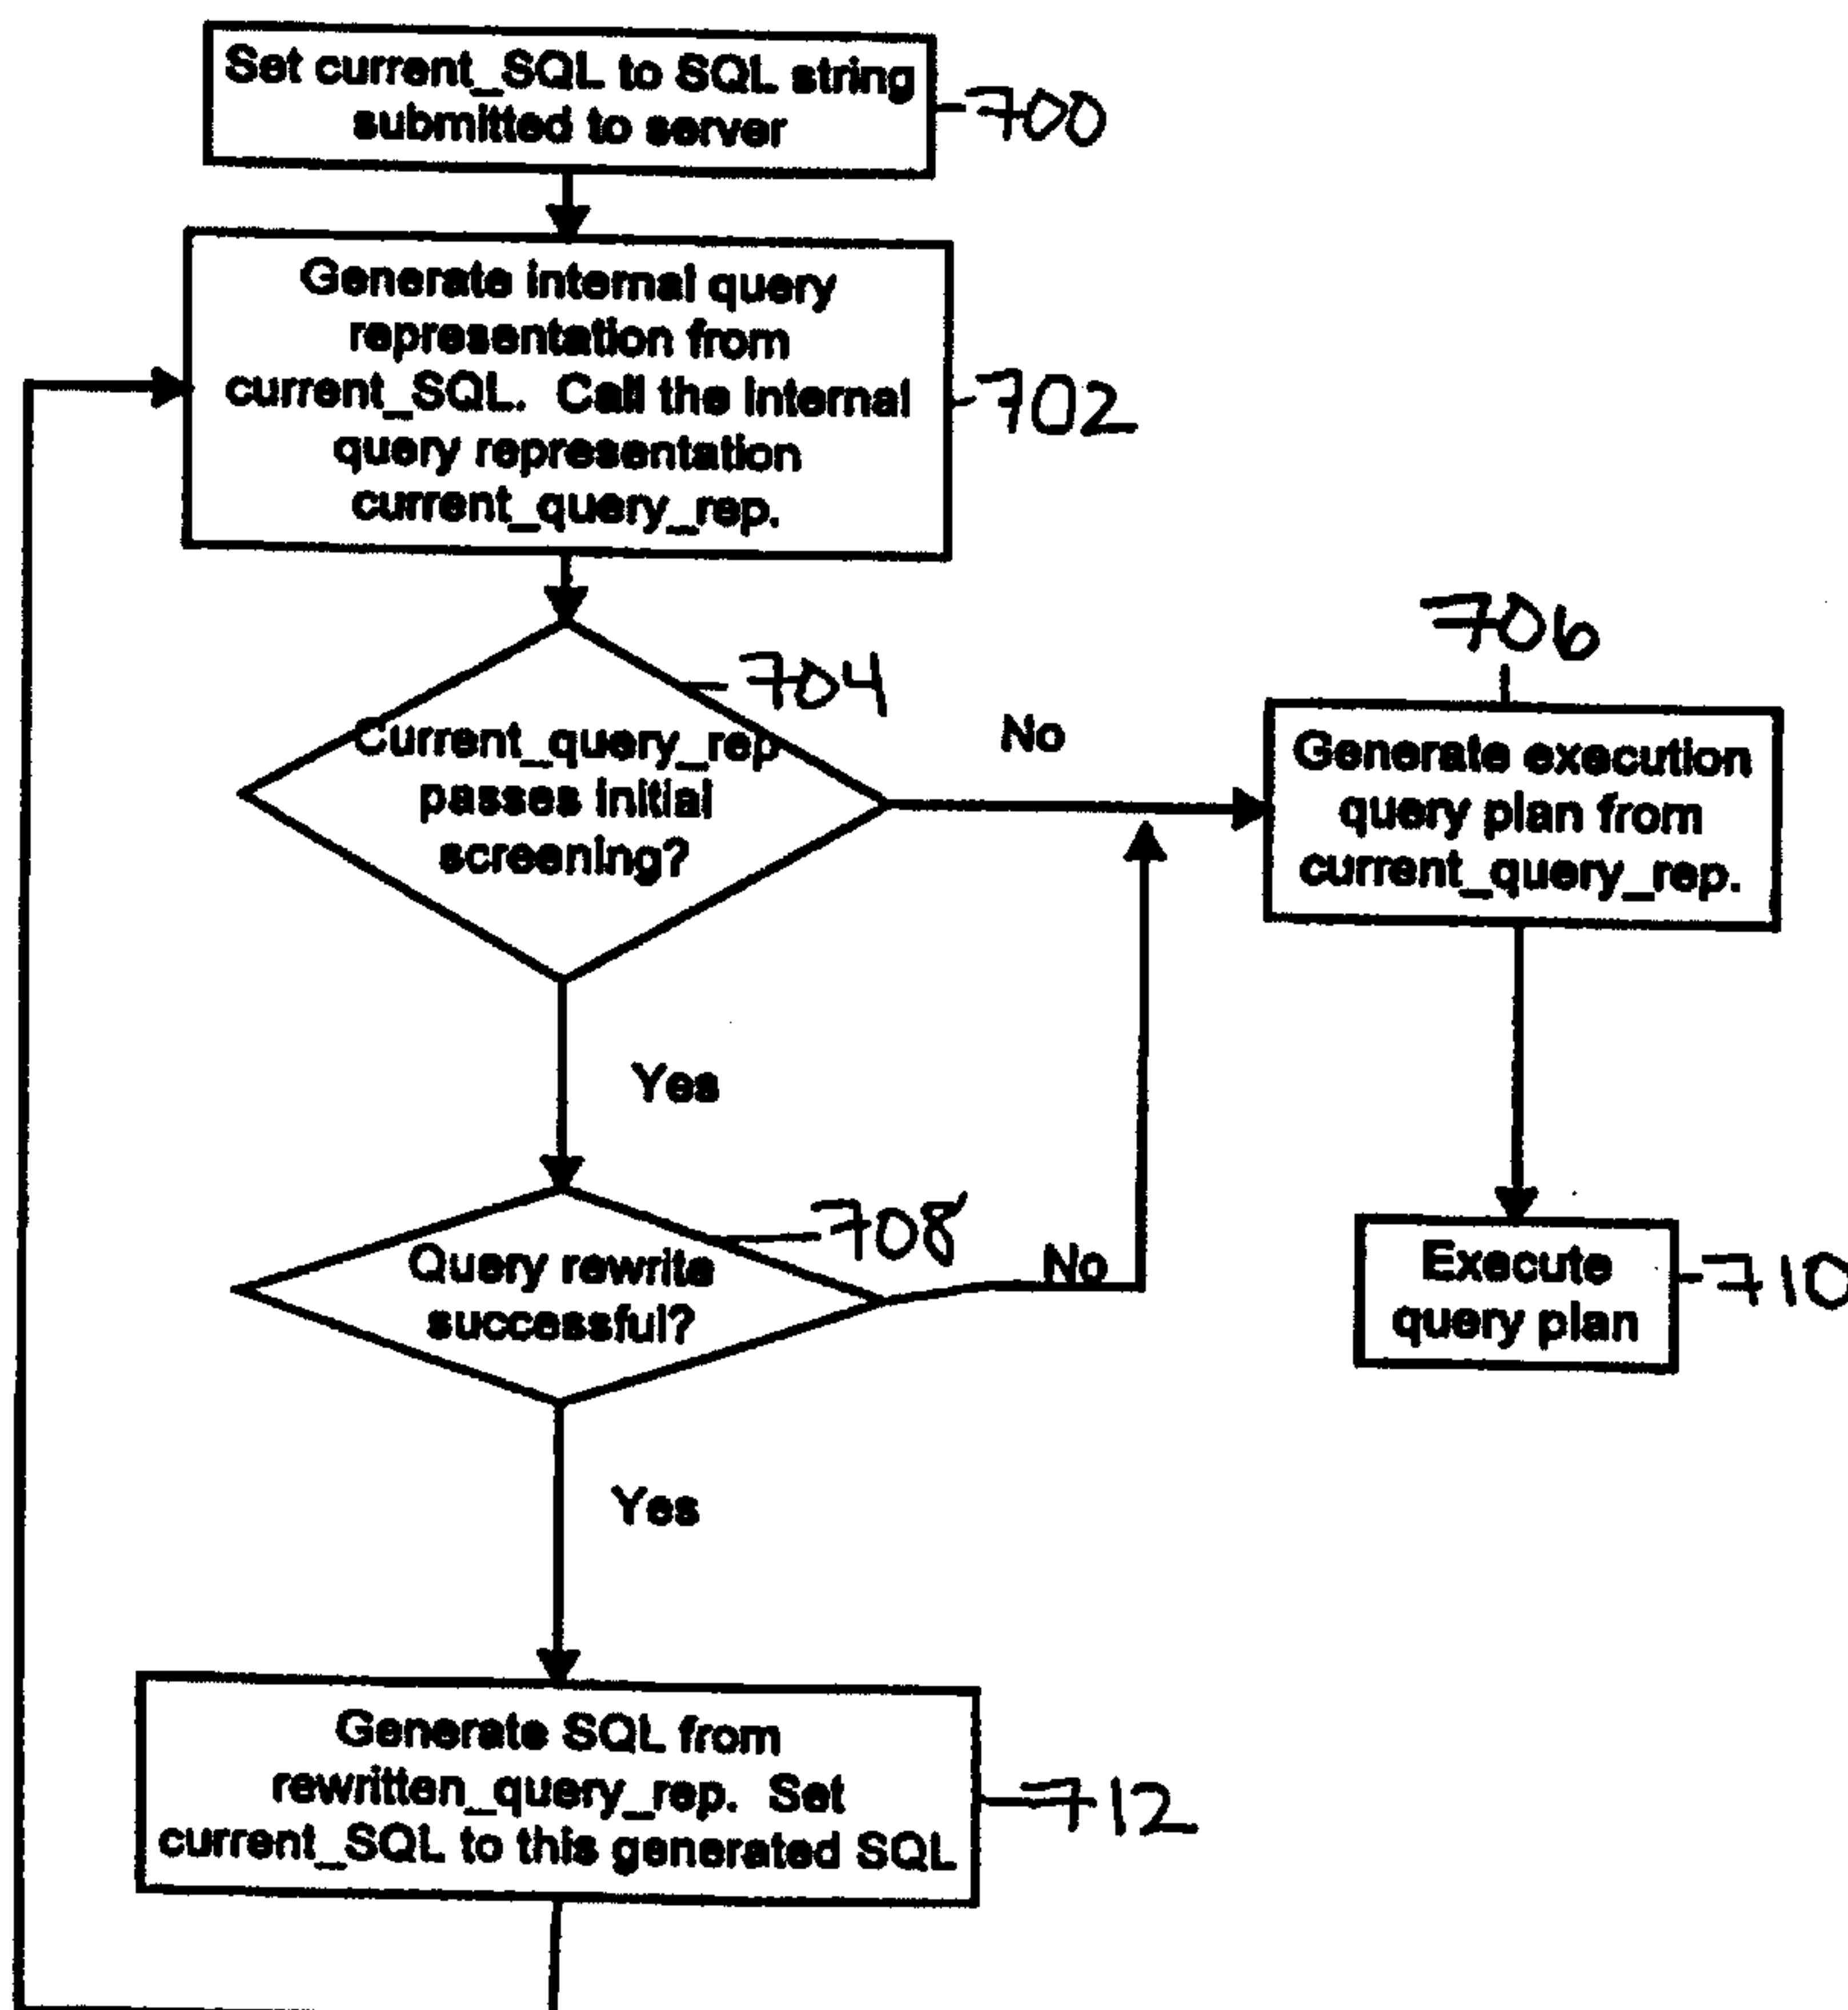 Set current_SQL to SQL string
submitted to server
700
Generate internal query
representation from
current_SQL. Call the internal
query representation
current_query_rep.
702
704
Current_query_rep
passes initial
screening?
No
706
Generate execution
query plan from
current_query_rep.
Yes
708
Query rewrite
successful?
No
Execute
query plan
710
Yes
Generate SQL from
rewritten_query_rep. Set
current_SQL to this generated SQL
712